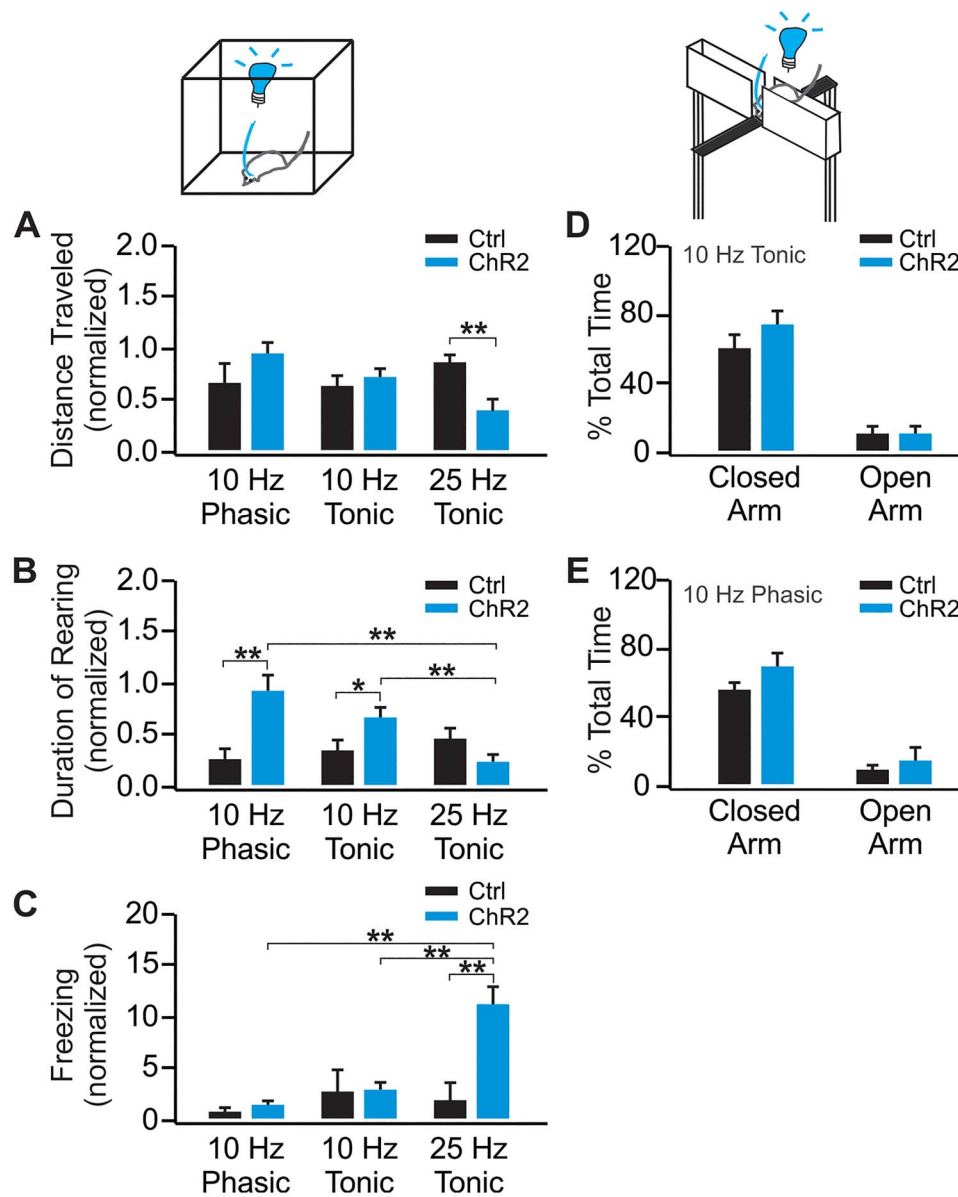 A
Distance Traveled
(normalized)
Ctrl
ChR2
2.0
1.5
1.0
0.5
0.0
**
10 Hz
Phasic
10 Hz
Tonic
25 Hz
Tonic
B
Duration of Rearing
(normalized)
Ctrl
ChR2
2.0
1.5
1.0
0.5
0.0
**
**
*
**
10 Hz
Phasic
10 Hz
Tonic
25 Hz
Tonic
C
Freezing
(normalized)
Ctrl
ChR2
20
15
10
5
0
**
**
**
10 Hz
Phasic
10 Hz
Tonic
25 Hz
Tonic
D
% Total Time
10 Hz Tonic
Ctrl
ChR2
120
80
40
0
Closed
Arm
Open
Arm
E
% Total Time
10 Hz Phasic
Ctrl
ChR2
120
80
40
0
Closed
Arm
Open
Arm